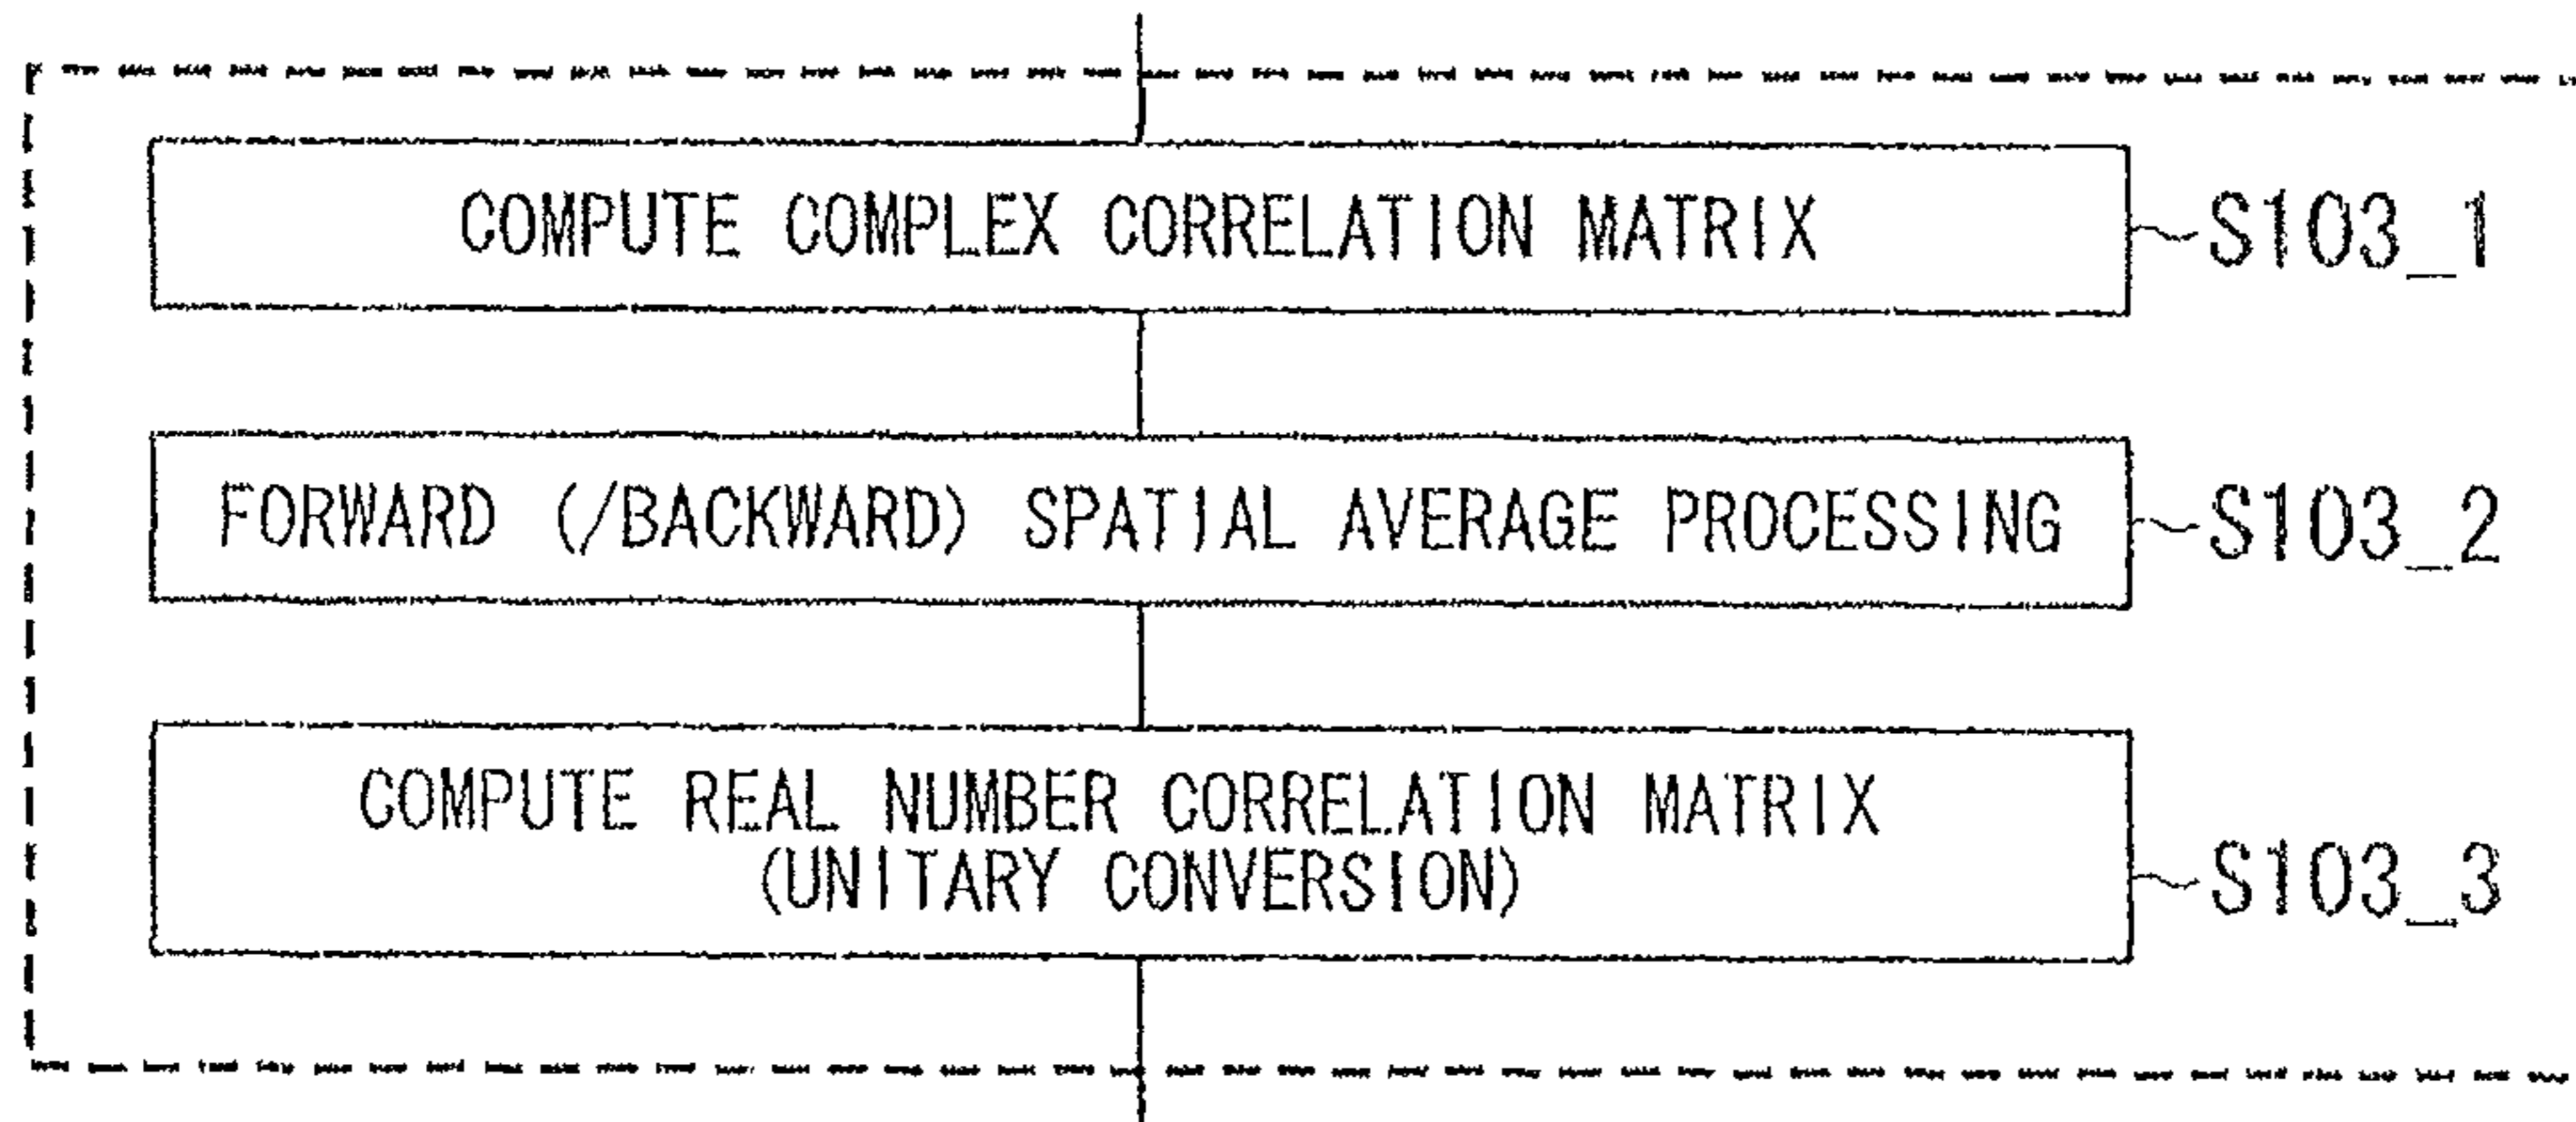 COMPUTE COMPLEX CORRELATION MATRIX S103_1
FORWARD (/BACKWARD) SPATIAL AVERAGE PROCESSING S103_2
COMPUTE REAL NUMBER CORRELATION MATRIX
(UNITARY CONVERSION) S103_3